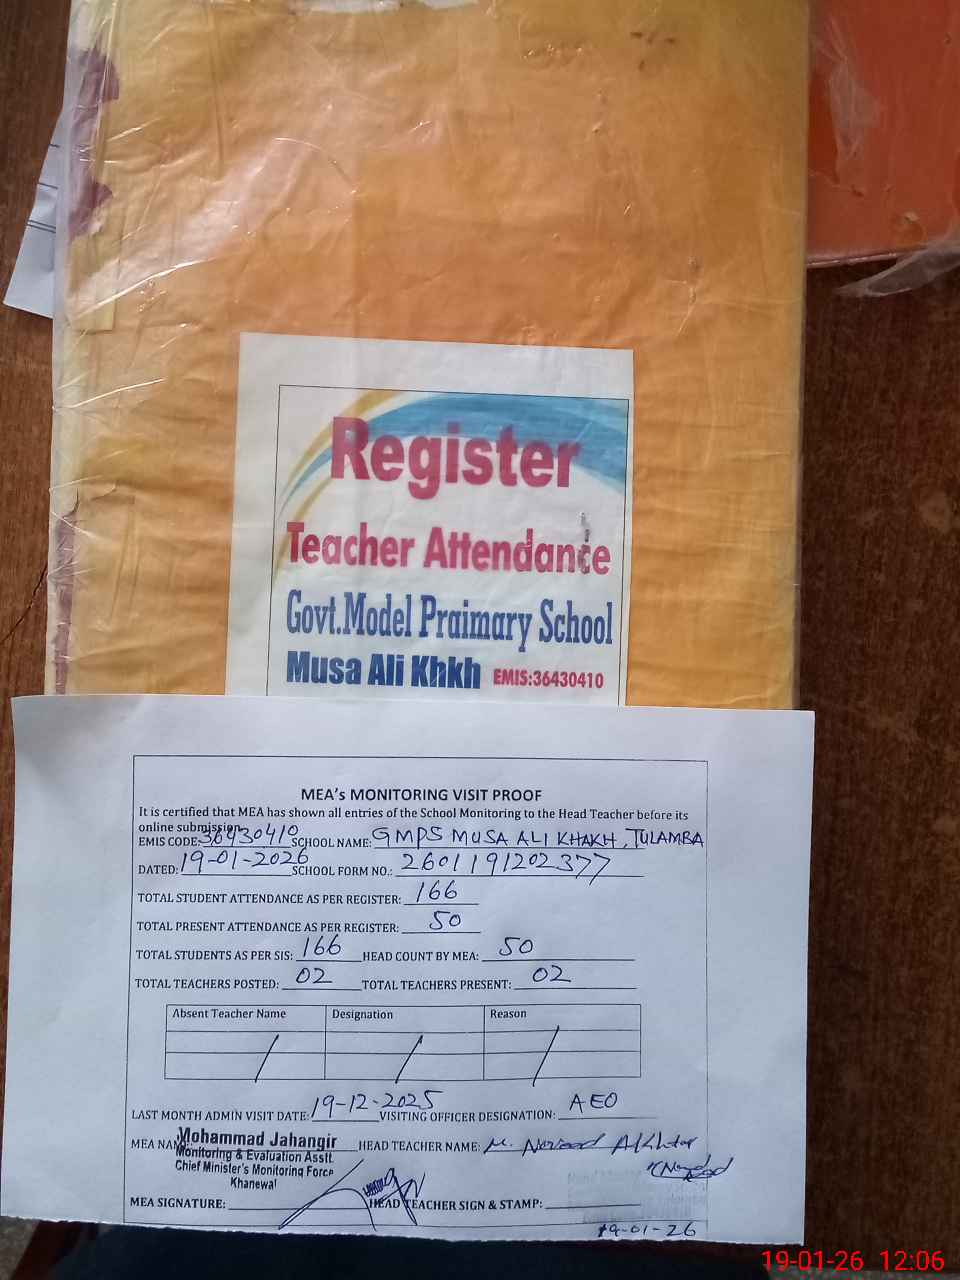 Register
Teacher Attendance
Govt.Model Praimary School
Musa Ali Khkh EMIS:36430410
MEA's MONITORING VISIT PROOF
It is certified that MEA has shown all entries of the School Monitoring to the Head Teacher before its
online submission.
EMIS CODE: 36430410 SCHOOL NAME: GMPS MUSA ALI KHAKH, TULAMBA
DATED: 19-01-2026 SCHOOL FORM NO.: 2601191202377
TOTAL STUDENT ATTENDANCE AS PER REGISTER: 166
TOTAL PRESENT ATTENDANCE AS PER REGISTER: 50
TOTAL STUDENTS AS PER SIS: 166 HEAD COUNT BY MEA: 50
TOTAL TEACHERS POSTED: 02 TOTAL TEACHERS PRESENT: 02
Absent Teacher Name Designation Reason
LAST MONTH ADMIN VISIT DATE: 19-12-2025 VISITING OFFICER DESIGNATION: AEO
MEA NAME: Mohammad Jahangir HEAD TEACHER NAME: M. Naveed Akhtar
Monitoring & Evaluation Asstt.
Chief Minister's Monitoring Force
Khanewal
MEA SIGNATURE: HEAD TEACHER SIGN & STAMP:
19-01-26
19-01-26 12:06